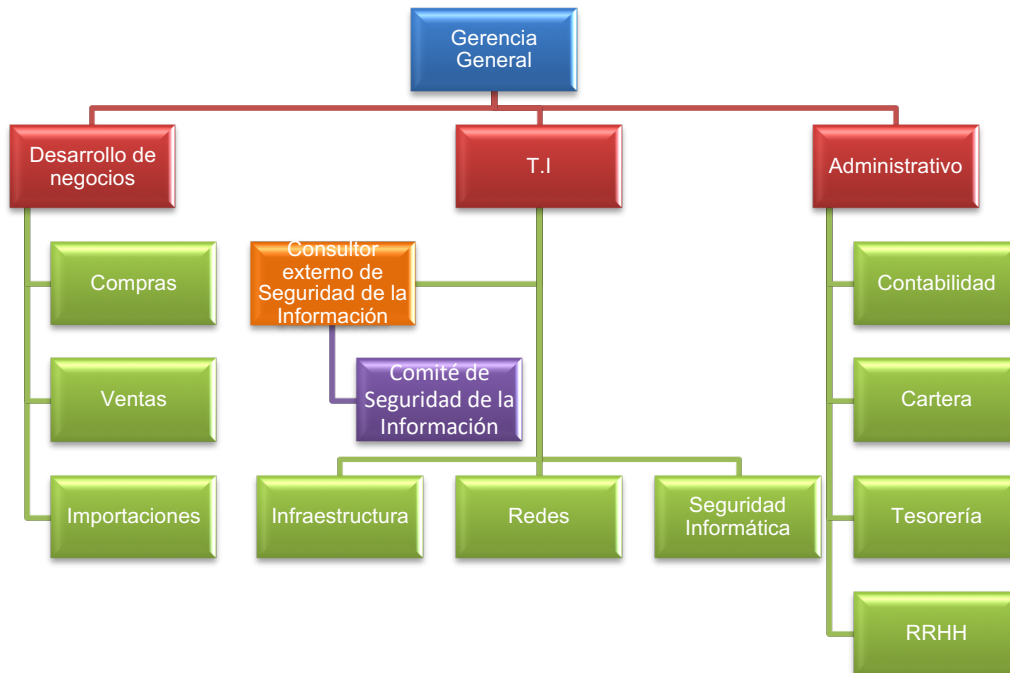 Gerencia
General
Desarrollo de
negocios
T.I
Administrativo
Compras
Ventas
Importaciones
Consultor
externo de
Seguridad de la
Información
Comité de
Seguridad de la
Información
Infraestructura
Redes
Seguridad
Informática
Contabilidad
Cartera
Tesorería
RRHH